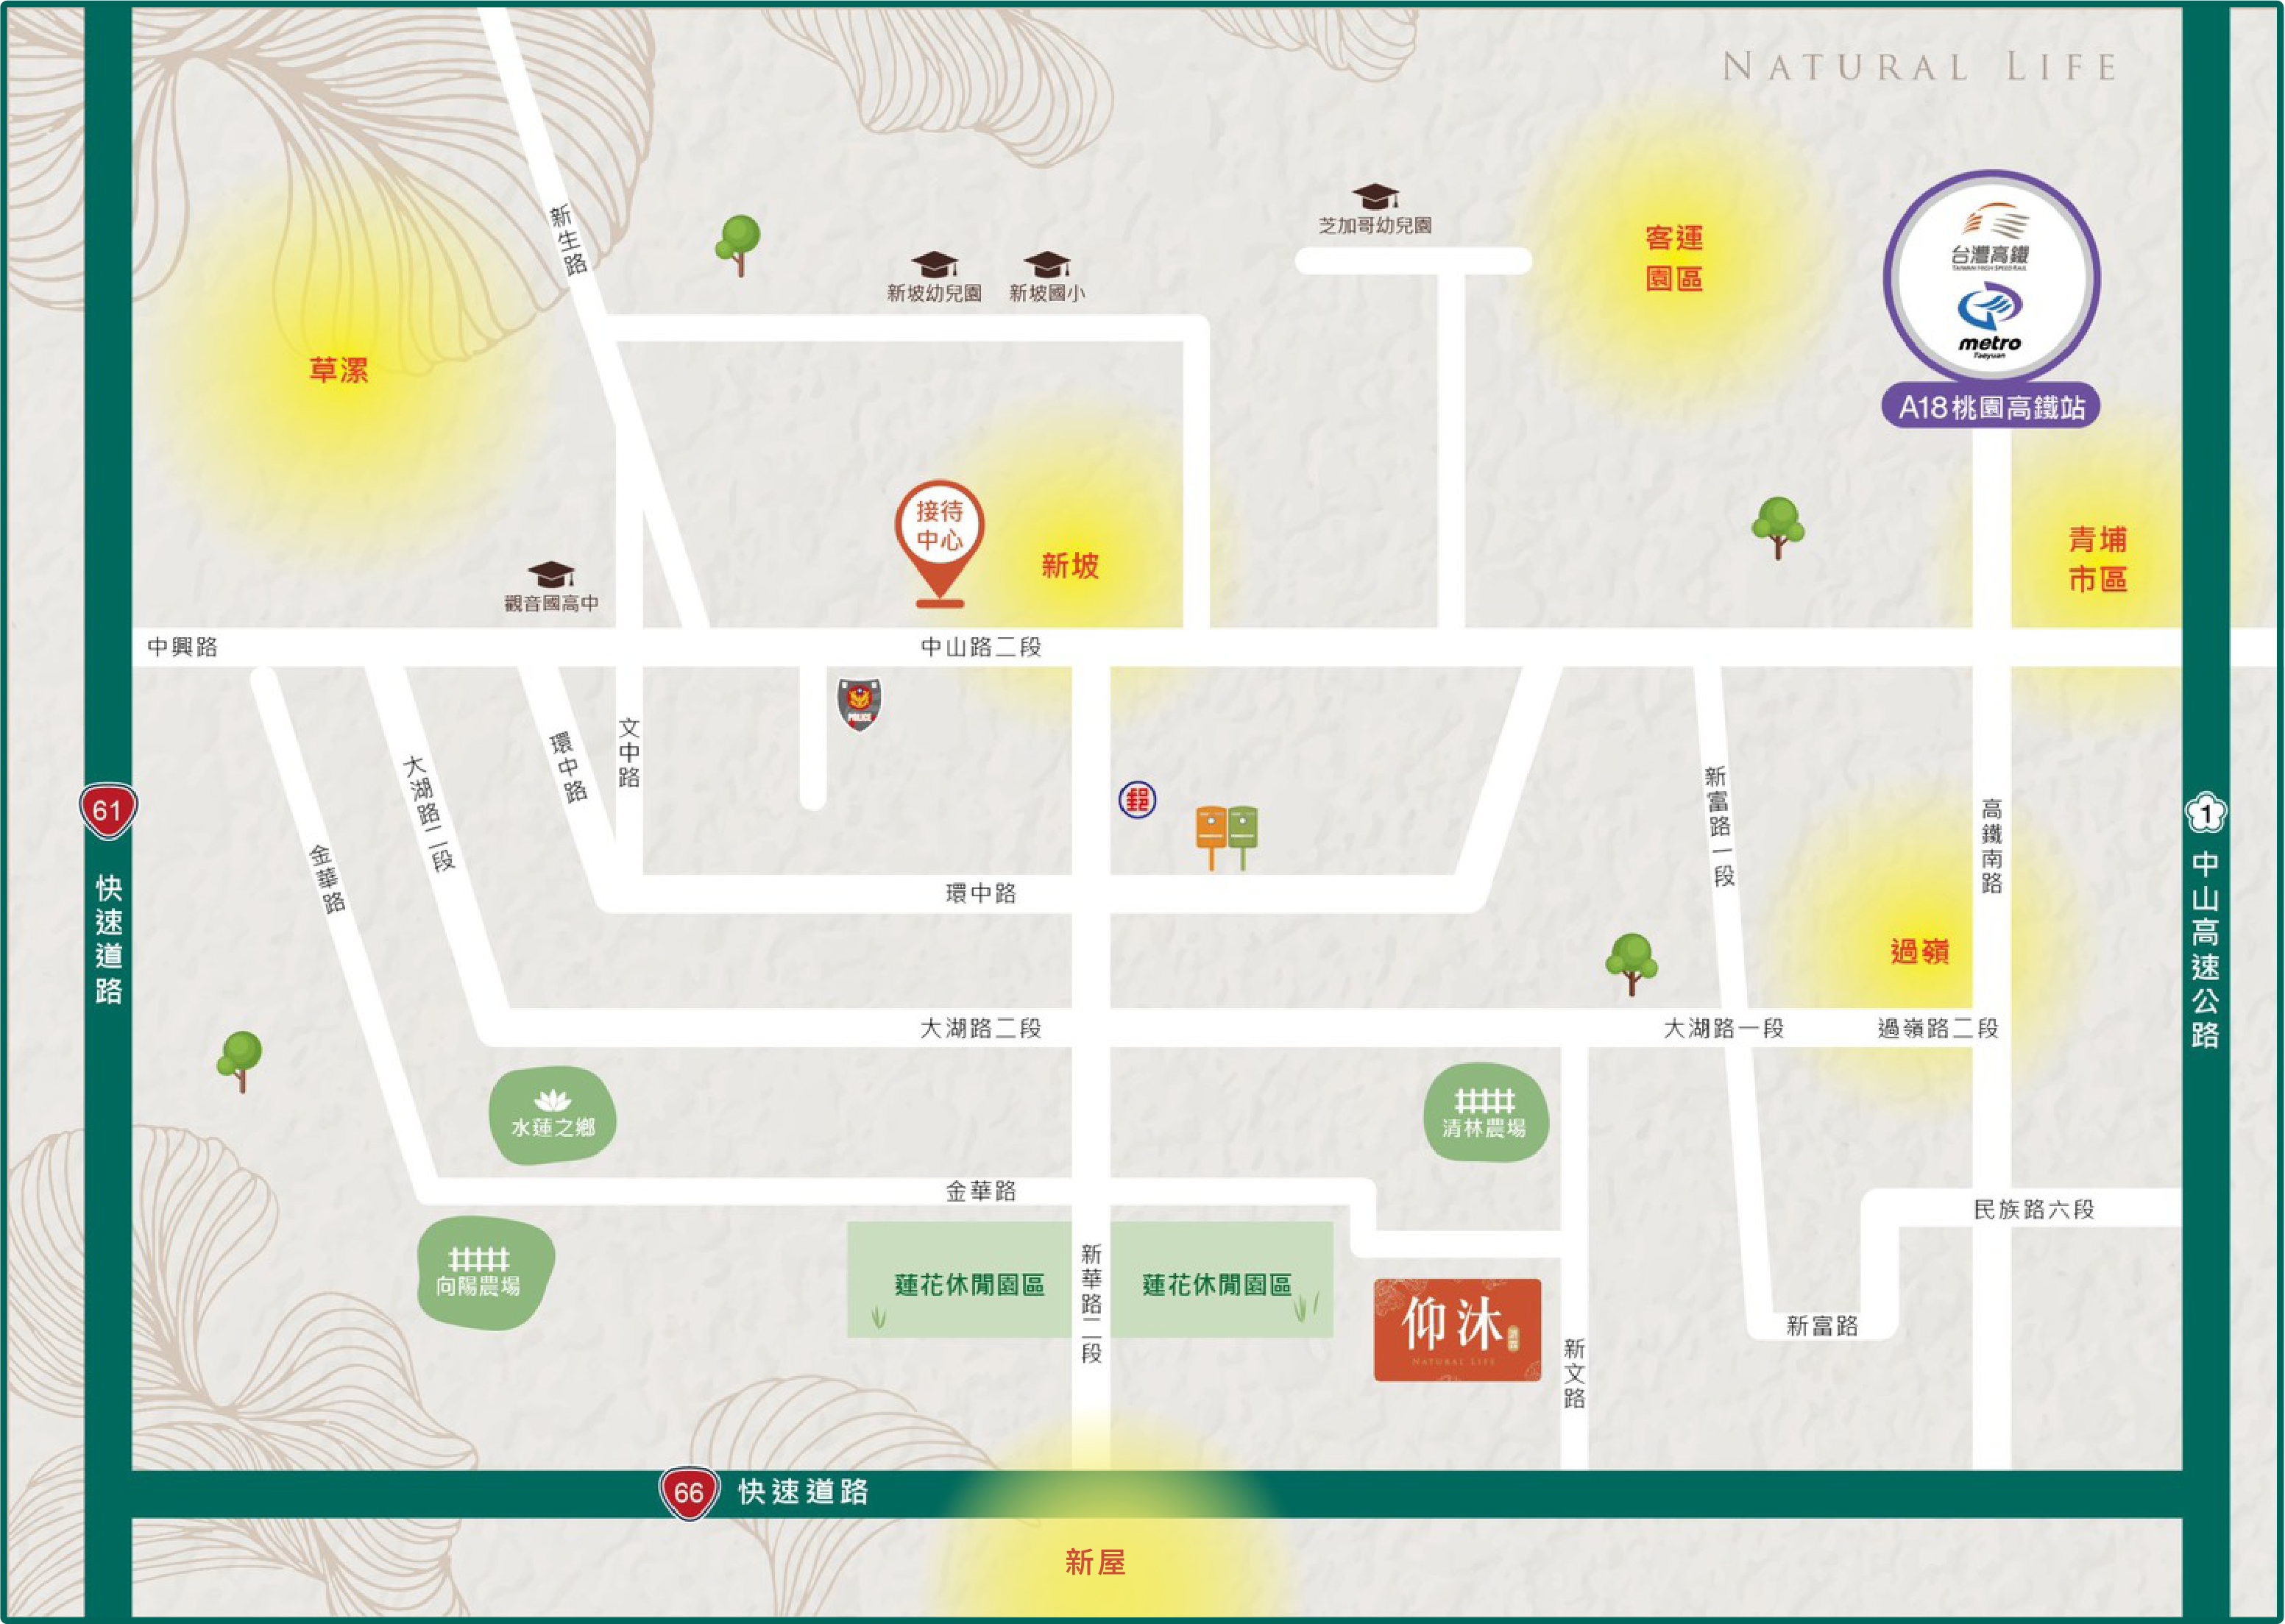 NATURAL LIFE
芝加哥幼兒園
客運
園區
台灣高鐵
TAIWAN HIGH SPEED RAIL
metro
Taoyuan
A18桃園高鐵站
新生路
新坡幼兒園
新坡國小
草漯
接待
中心
新坡
青埔
市區
觀音國高中
中興路
中山路二段
POLICE
文中路
環中路
大湖路二段
金華路
61
快速道路
郵
新富路一段
高鐵南路
1
中山高速公路
環中路
過嶺
大湖路二段
大湖路一段
過嶺路二段
水蓮之鄉
清林農場
金華路
民族路六段
向陽農場
蓮花休閒園區
新華路二段
蓮花休閒園區
仰沐
NATURAL LIFE
新富路
新文路
66
快速道路
新屋